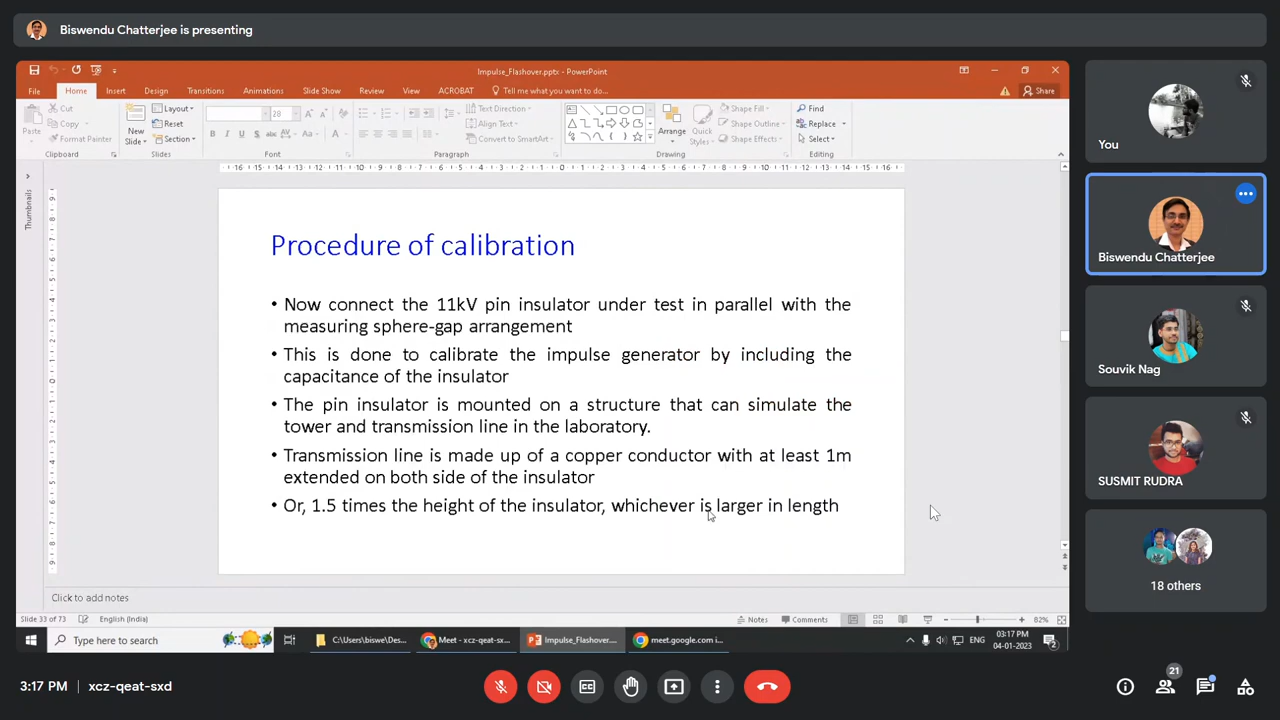 Biswendu Chatterjee is presenting
Impulse_Flashover.pptx - PowerPoint
File Home Insert Design Transitions Animations Slide Show Review View ACROBAT Tell me what you want to do... Share
Paste
Cut
Copy
Format Painter
Clipboard
New Slide
Layout
Reset
Section
Slides
28
Font
Text Direction
Align Text
Convert to SmartArt
Paragraph
Arrange
Quick Styles
Shape Fill
Shape Outline
Shape Effects
Drawing
Find
Replace
Select
Editing
Thumbnails
Procedure of calibration
• Now connect the 11kV pin insulator under test in parallel with the
measuring sphere-gap arrangement
• This is done to calibrate the impulse generator by including the
capacitance of the insulator
• The pin insulator is mounted on a structure that can simulate the
tower and transmission line in the laboratory.
• Transmission line is made up of a copper conductor with at least 1m
extended on both side of the insulator
• Or, 1.5 times the height of the insulator, whichever is larger in length
Click to add notes
Slide 33 of 73 English (India) Notes Comments 82%
Type here to search
C:\Users\biswe\Des...
Meet - xcz-qeat-sx...
Impulse_Flashover....
meet.google.com i...
ENG
03:17 PM
04-01-2023
2
You
Biswendu Chatterjee
Souvik Nag
SUSMIT RUDRA
18 others
3:17 PM xcz-qeat-sxd
21